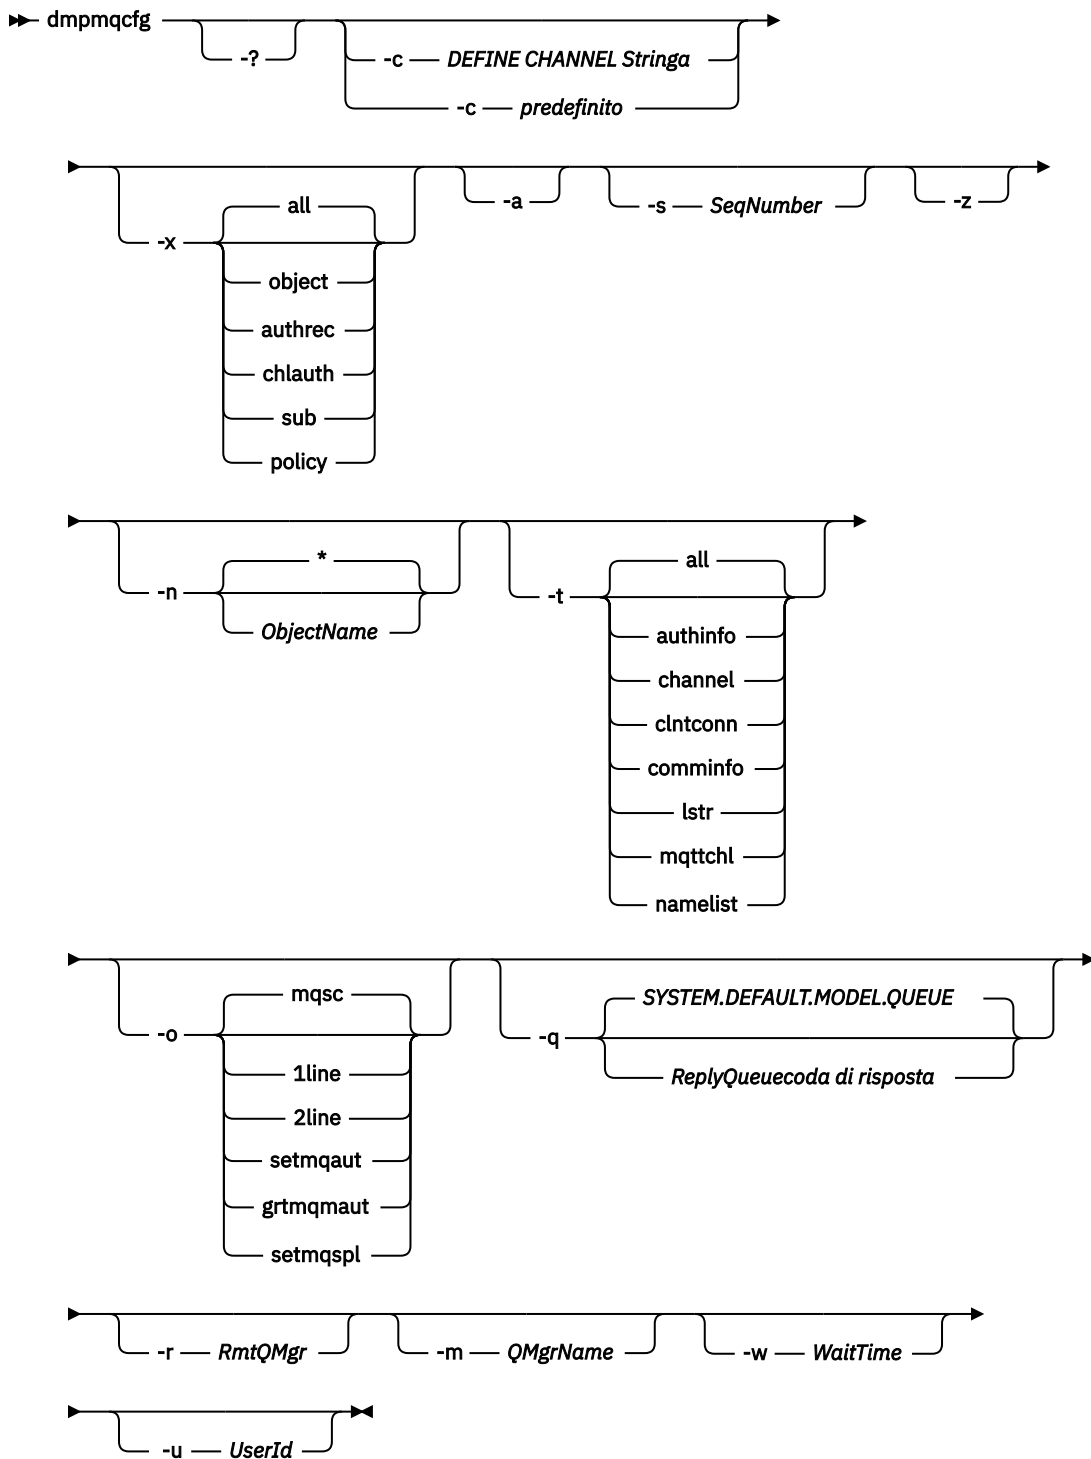 dmpmqcfg
-?
-c DEFINE CHANNEL Stringa
-c predefinito
-x
all
object
authrec
chlauth
sub
policy
-a
-s SeqNumber
-z
-n
*
ObjectName
-t
all
authinfo
channel
clntconn
comminfo
lstr
mqttchl
namelist
-o
mqsc
1line
2line
setmqaut
grtmqmaut
setmqspl
-q
SYSTEM.DEFAULT.MODEL.QUEUE
ReplyQueuecoda di risposta
-r RmtQMgr
-m QMgrName
-w WaitTime
-u UserId